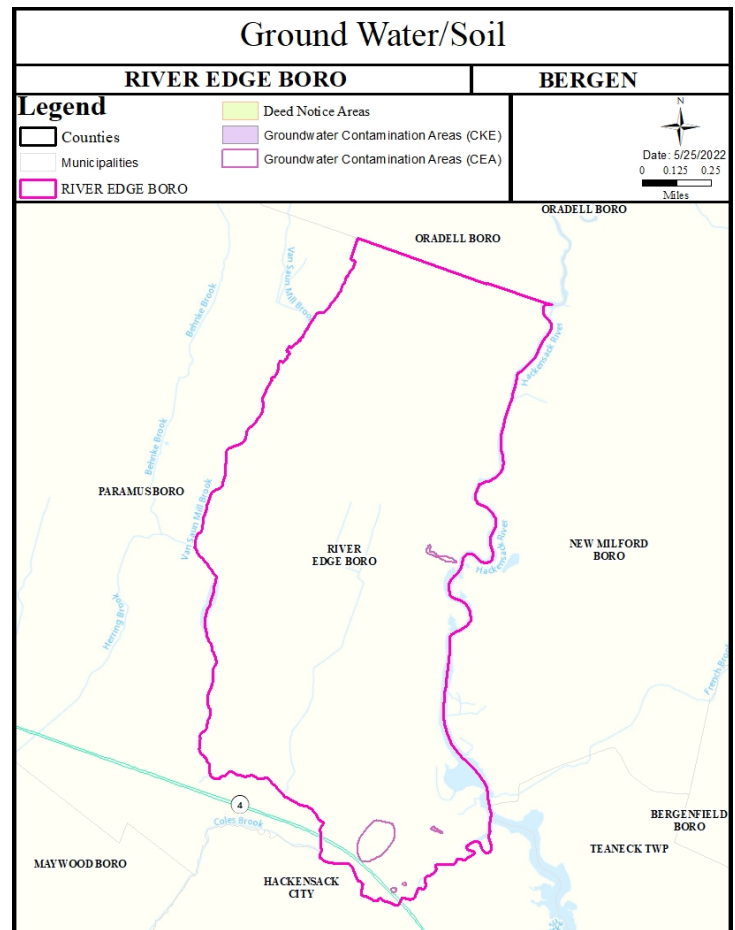 Ground Water/Soil
RIVER EDGE BORO
BERGEN
Legend
Counties
Municipalities
RIVER EDGE BORO
Deed Notice Areas
Groundwater Contamination Areas (CKE)
Groundwater Contamination Areas (CEA)
N
Date: 5/25/2022
0 0.125 0.25
Miles
ORADELL BORO
ORADELL BORO
Van Saun Mill Brook
Behnke Brook
Hackensack River
Behnke Brook
PARAMUS BORO
Van Saun Mill Brook
RIVER
EDGE BORO
Hackensack River
NEW MILFORD
BORO
Herring Brook
French Brook
4
Coles Brook
BERGENFIELD
BORO
TEANECK TWP
MAYWOOD BORO
HACKENSACK
CITY